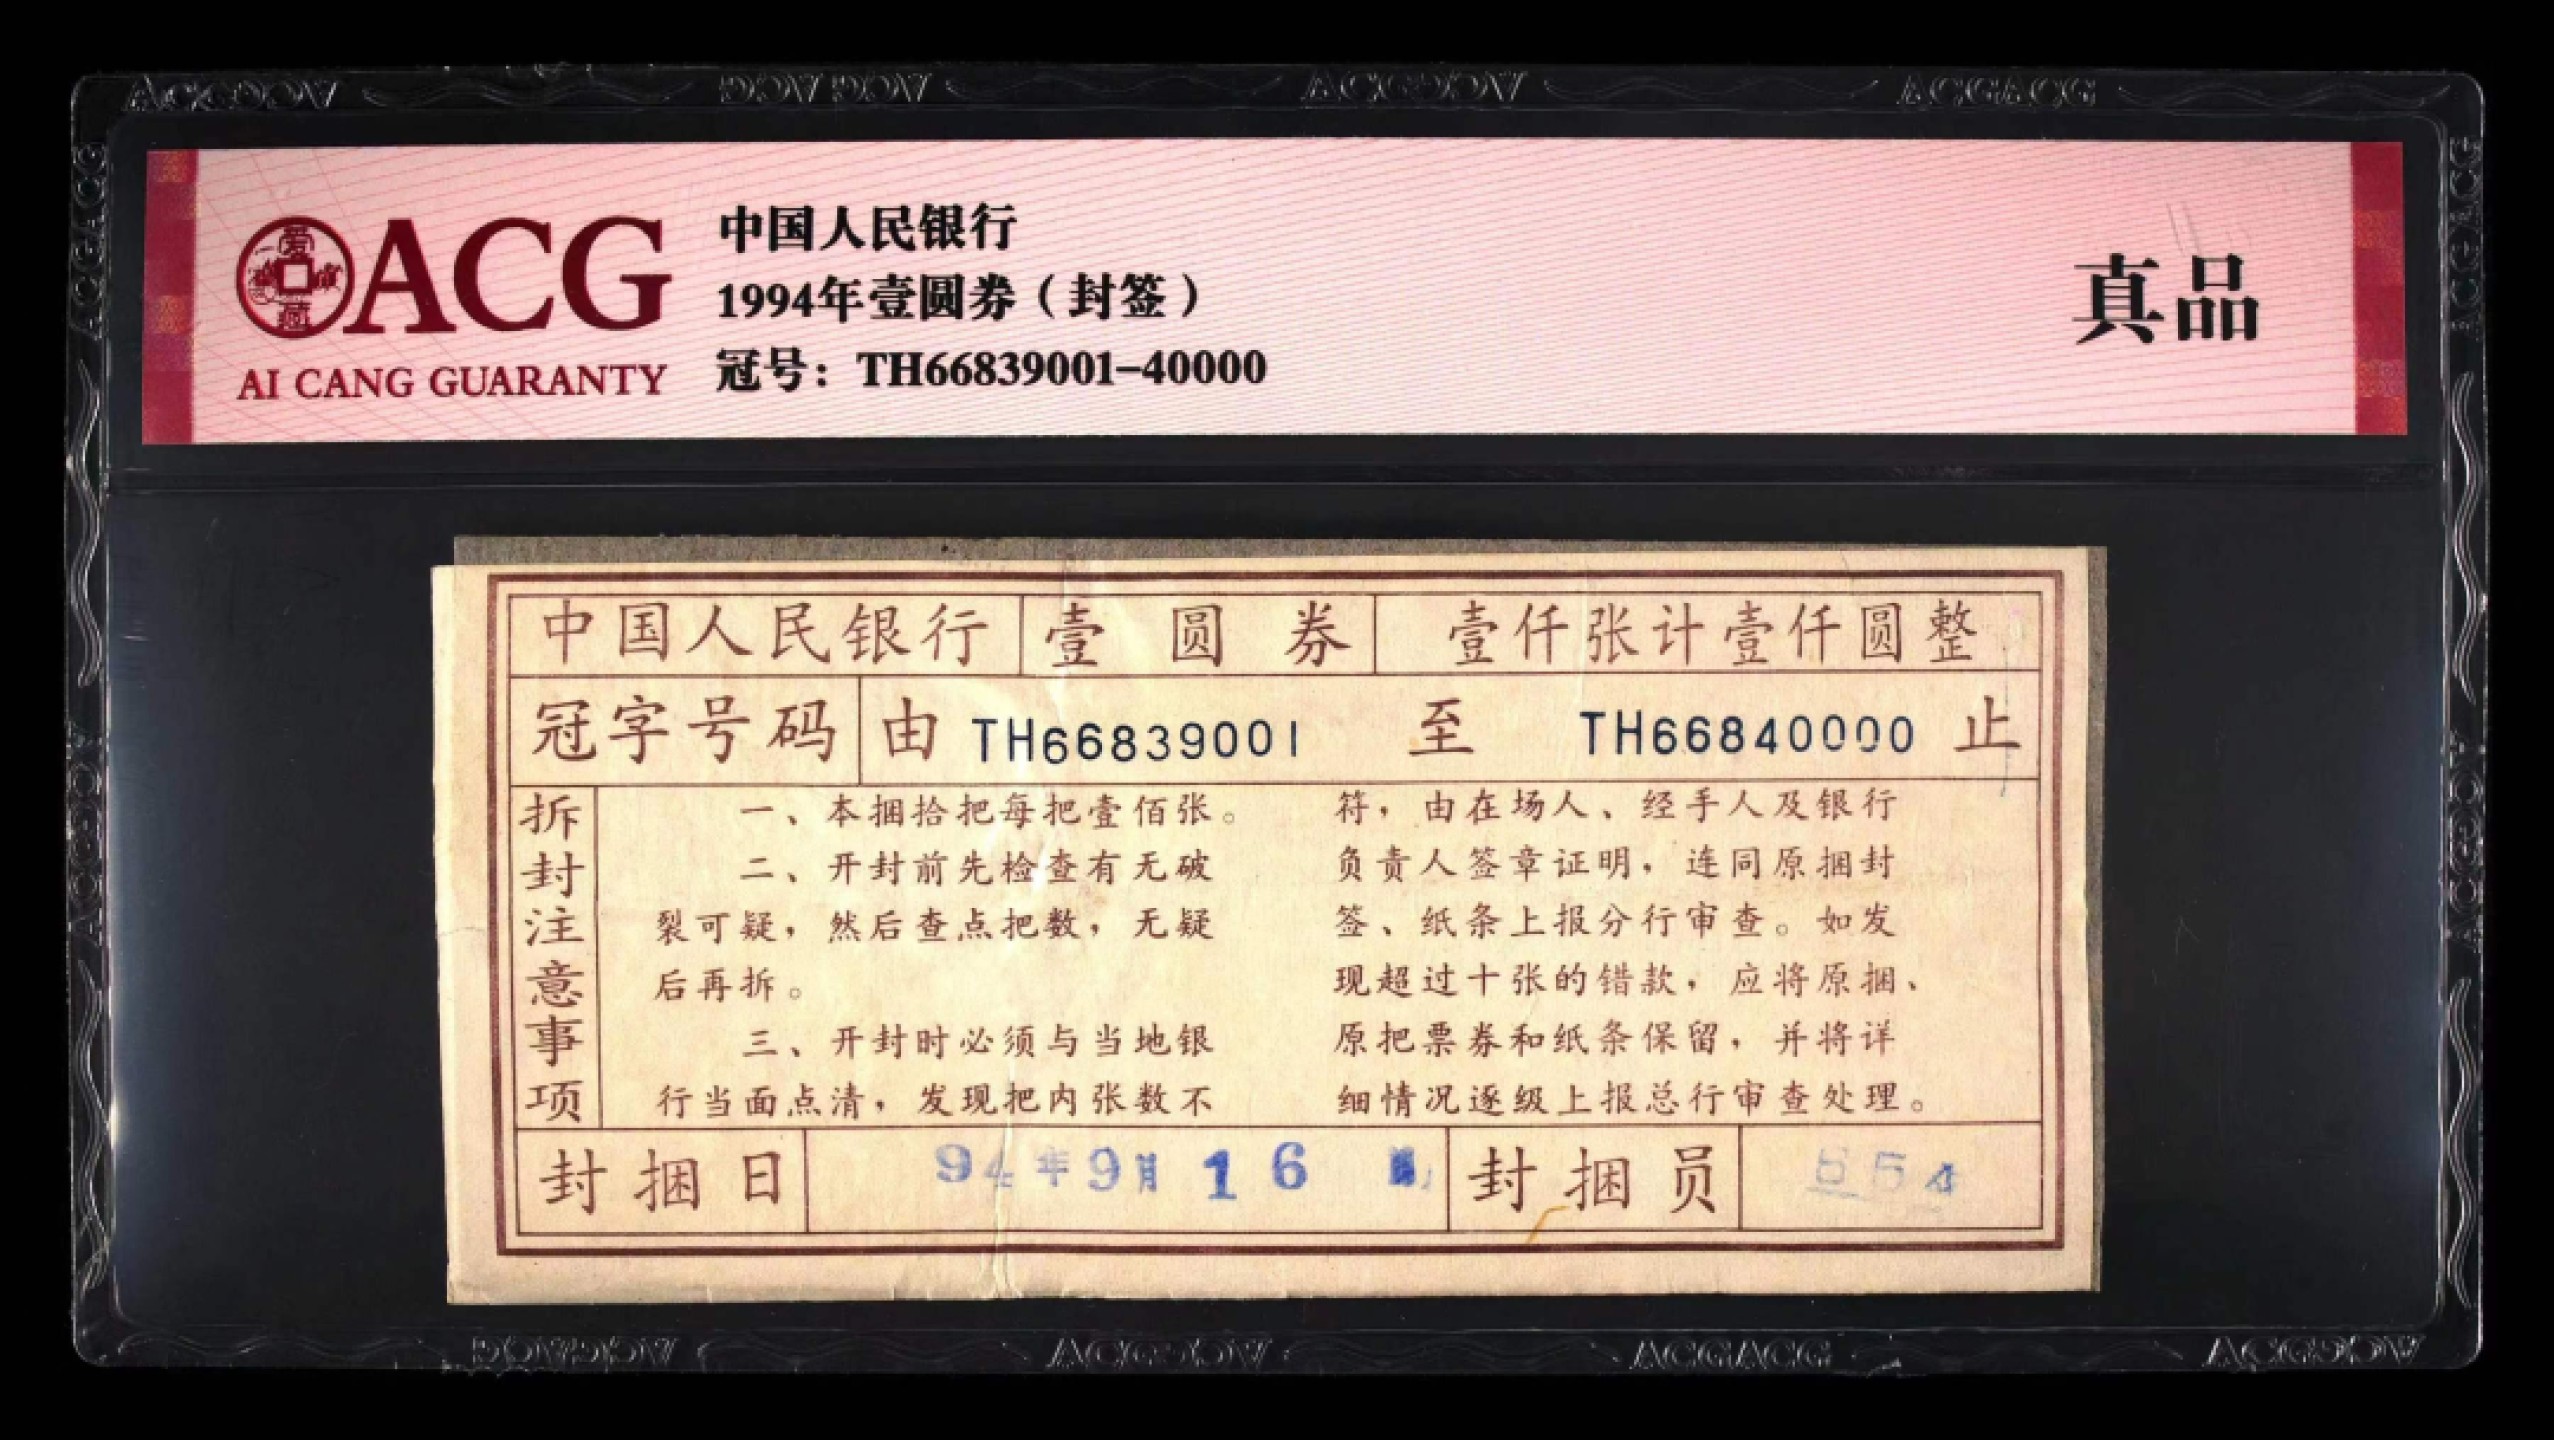 ACG
AI CANG GUARANTY
中国人民银行
1994年壹圆券（封签）
冠号：TH66839001-40000
真品
中国人民银行 壹圆券 壹仟张计壹仟圆整
冠字号码 由 TH66839001 至 TH66840000 止
拆封注意事项
一、本捆拾把每把壹佰张。
二、开封前先检查有无破
裂可疑，然后查点把数，无疑
后再拆。
三、开封时必须与当地银
行当面点清，发现把内张数不
符，由在场人、经手人及银行
负责人签章证明，连同原捆封
签、纸条上报分行审查。如发
现超过十张的错款，应将原捆、
原把票券和纸条保留，并将详
细情况逐级上报总行审查处理。
封捆日 94年9月16 封捆员